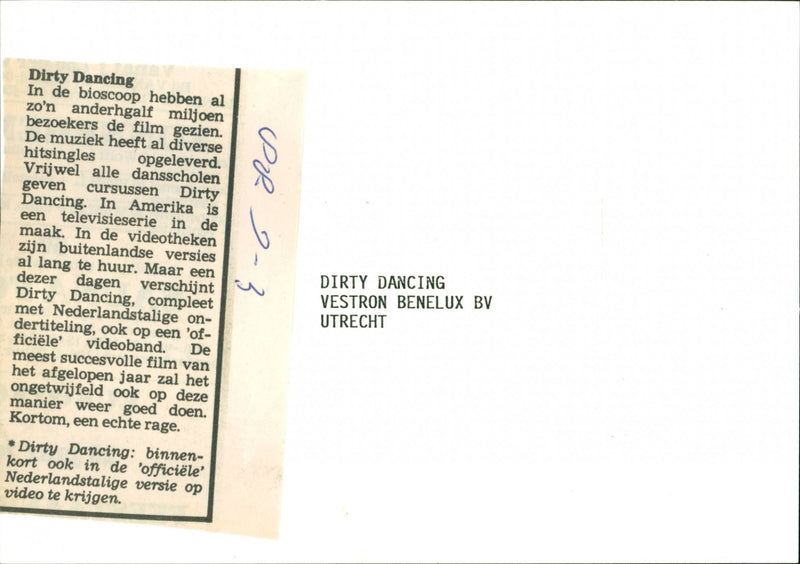 Dirty Dancing
In de bioscoop hebben al
zo'n anderhgalf miljoen
bezoekers de film gezien.
De muziek heeft al diverse
hitsingles opgeleverd.
Vrijwel alle dansscholen
geven cursussen Dirty
Dancing. In Amerika is
een televisieserie in de
maak. In de videotheken
zijn buitenlandse versies
al lang te huur. Maar een
dezer dagen verschijnt
Dirty Dancing, compleet
met Nederlandstalige on-
dertiteling, ook op een 'of-
ficiële' videoband. De
meest succesvolle film van
het afgelopen jaar zal het
ongetwijfeld ook op deze
manier weer goed doen.
Kortom, een echte rage.
* Dirty Dancing: binnen-
kort ook in de 'officiële'
Nederlandstalige versie op
video te krijgen.
9-3
DIRTY DANCING
VESTRON BENELUX BV
UTRECHT